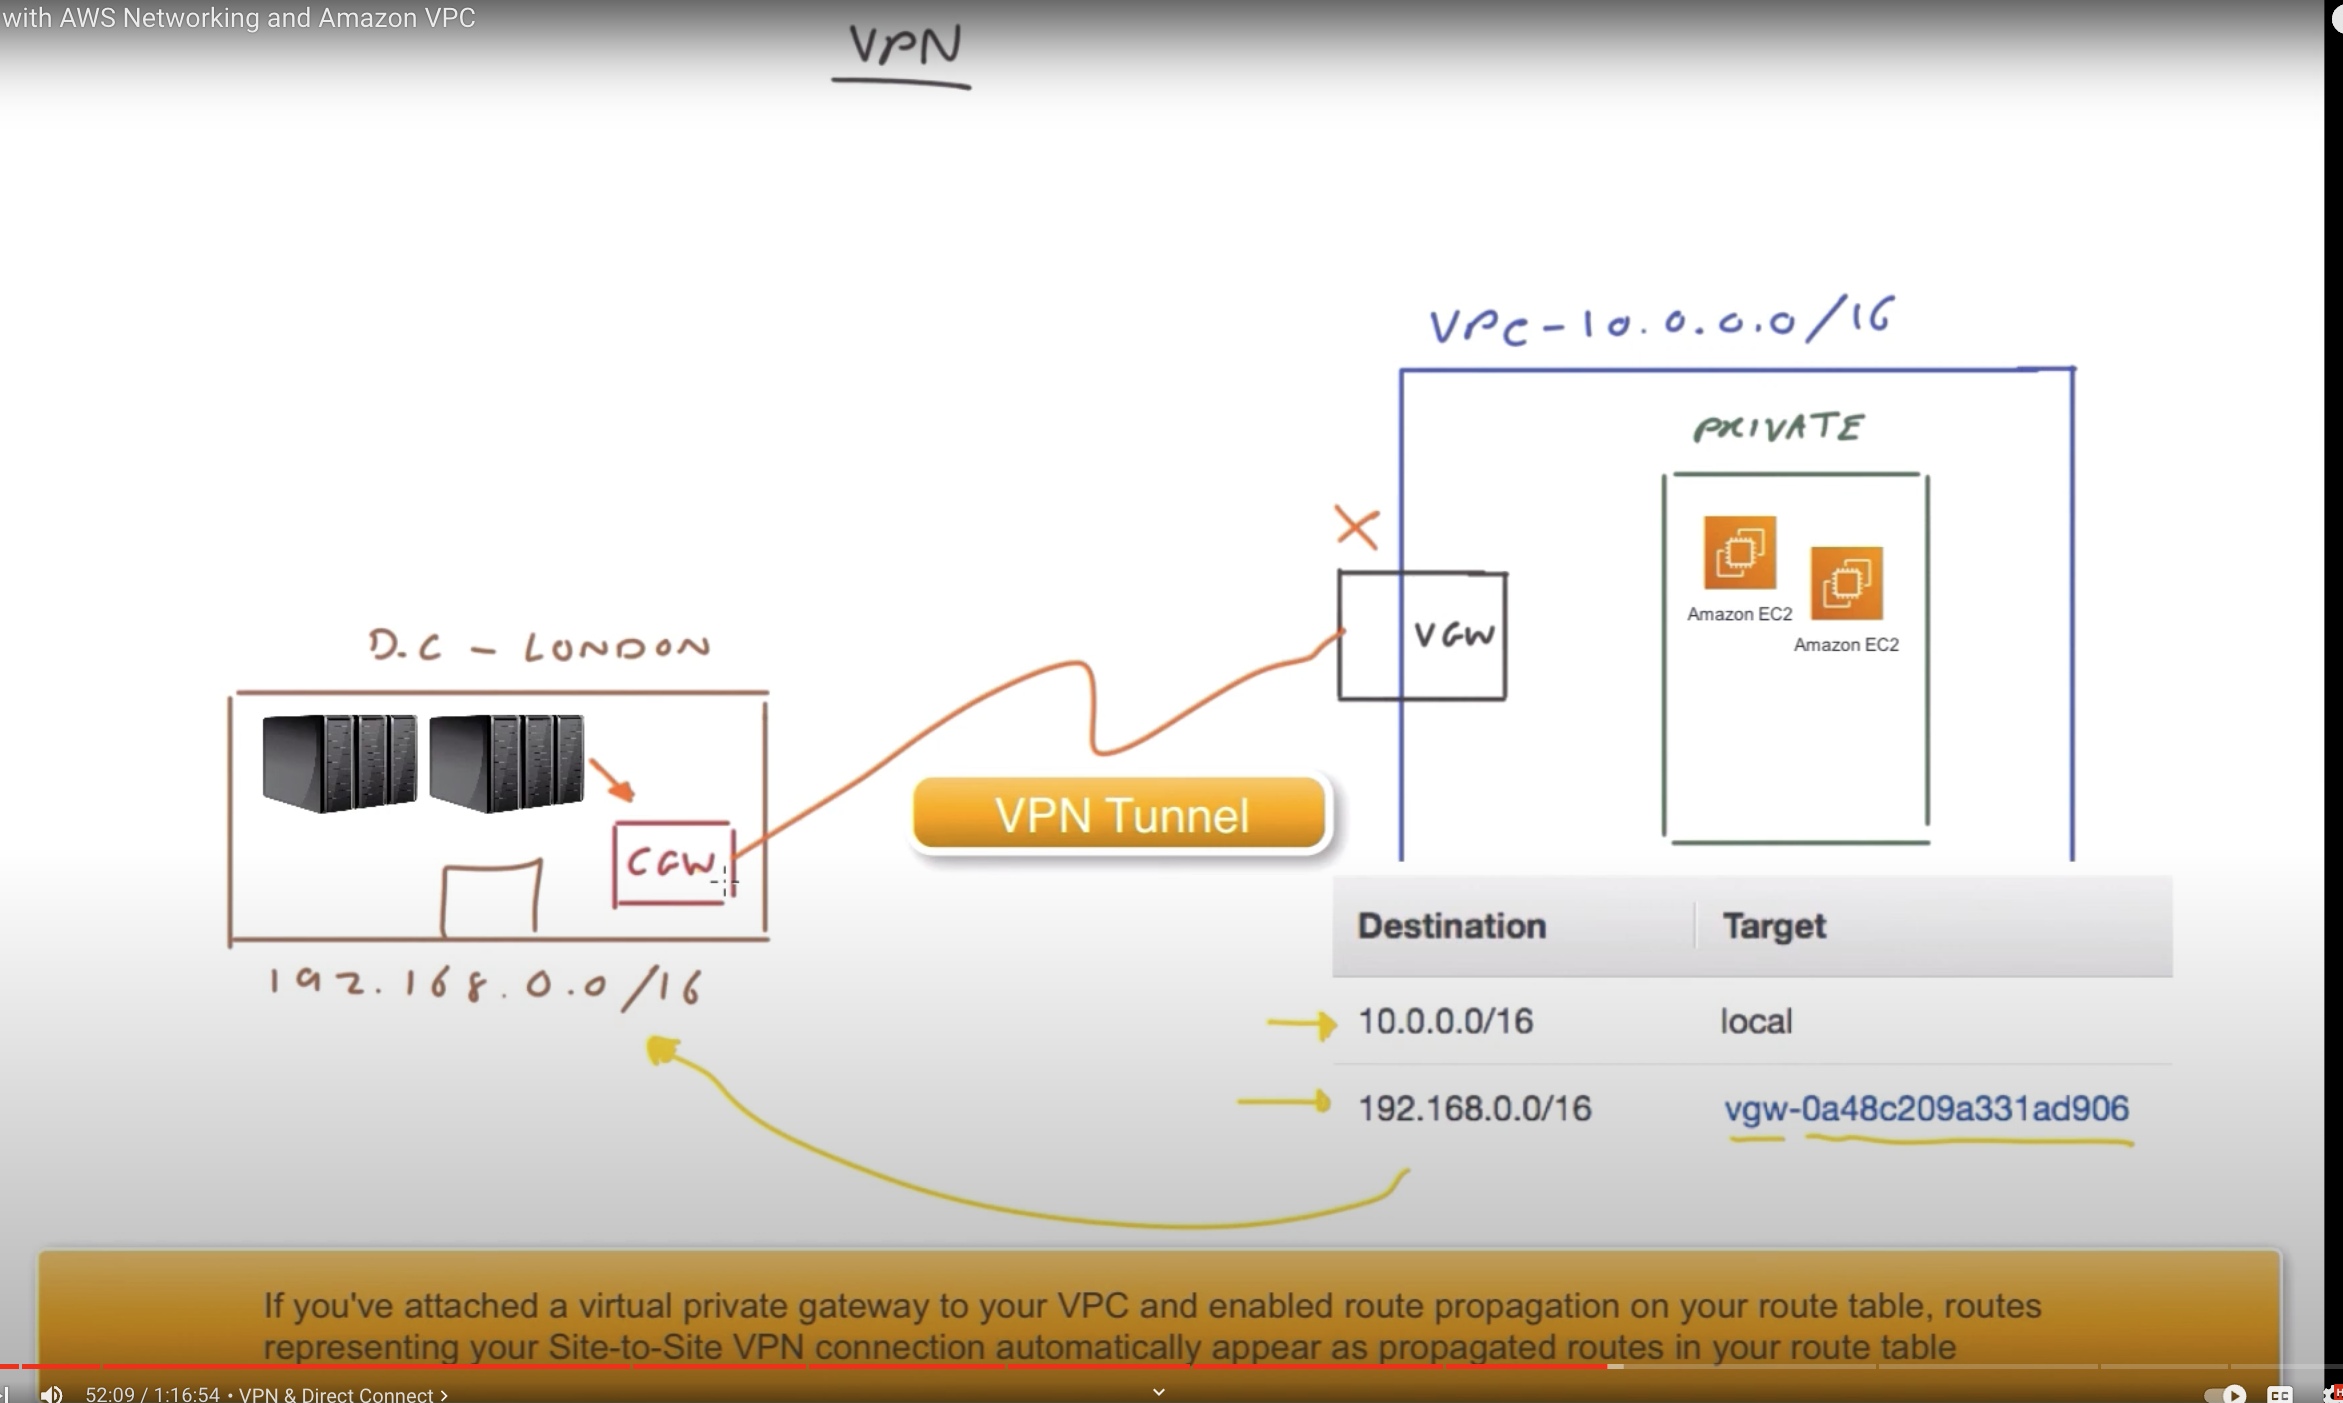 with AWS Networking and Amazon VPC
VPN
VPC-10.0.0.0/16
PRIVATE
Amazon EC2
Amazon EC2
VGW
D.C - LONDON
CGW
VPN Tunnel
192.168.0.0/16
Destination Target
10.0.0.0/16 local
192.168.0.0/16 vgw-0a48c209a331ad906
If you've attached a virtual private gateway to your VPC and enabled route propagation on your route table, routes
representing your Site-to-Site VPN connection automatically appear as propagated routes in your route table
52:09 / 1:16:54 • VPN & Direct Connect >
CC